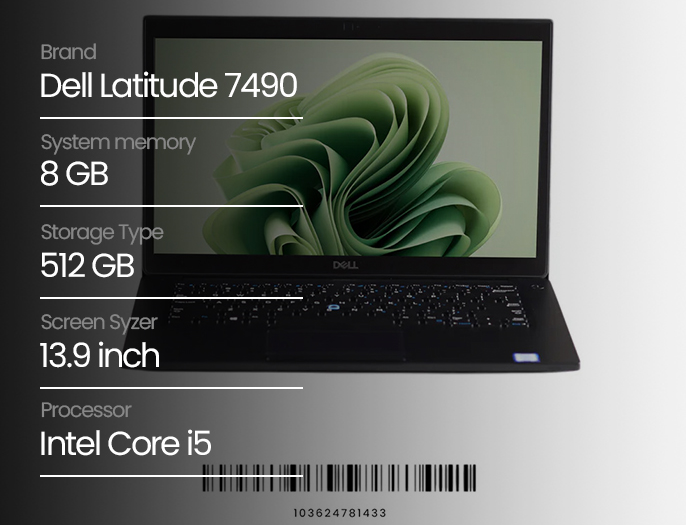 Brand
Dell Latitude 7490
System memory
8 GB
Storage Type
512 GB
DELL
Screen Syzer
13.9 inch
Processor
Intel Core i5
103624781433